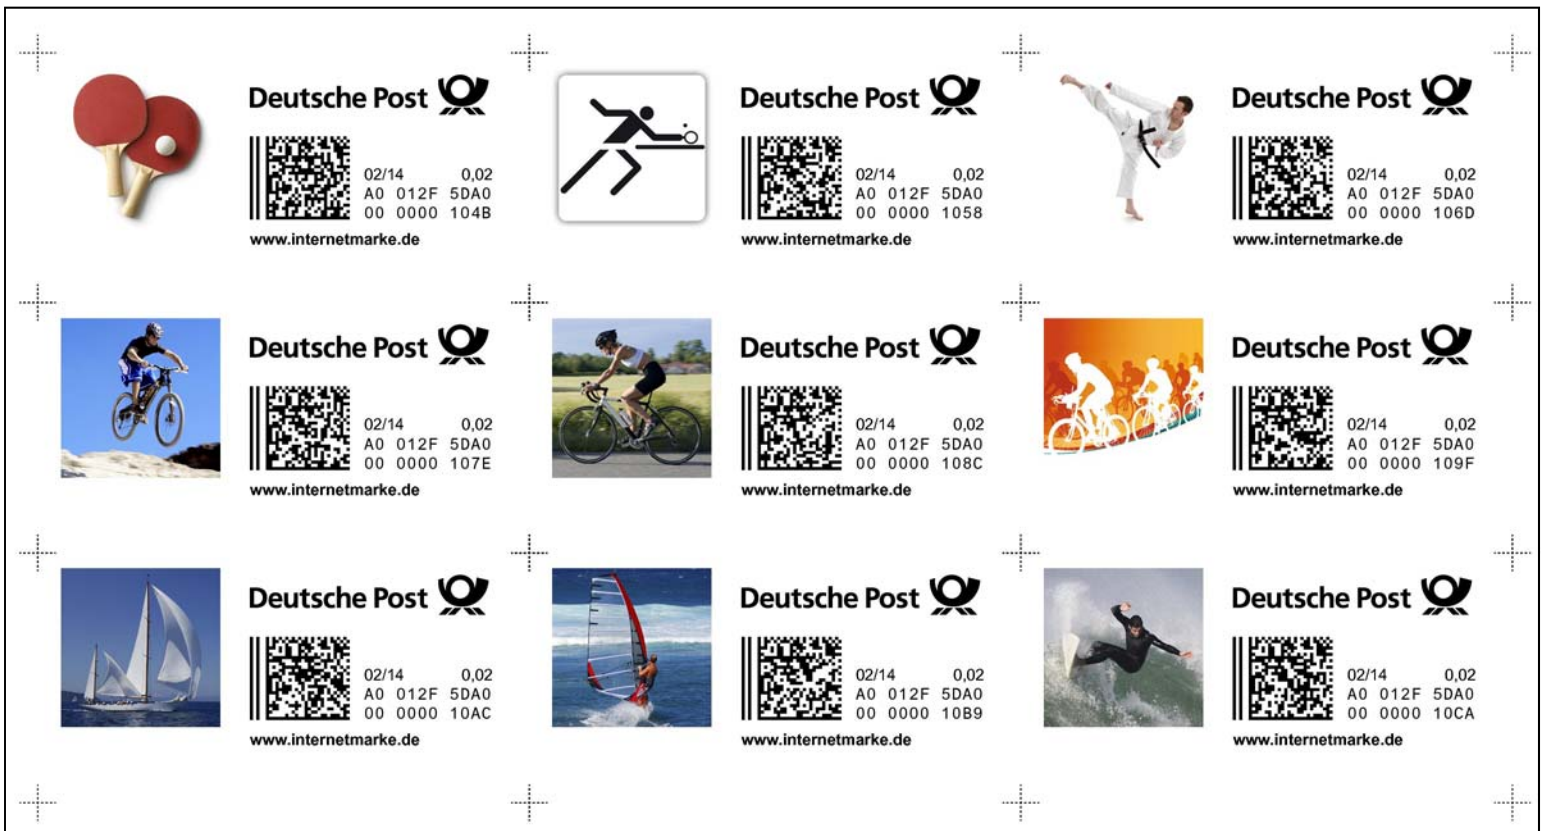 Deutsche Post
02/14 0,02
A0 012F 5DA0
00 0000 104B
www.internetmarke.de
Deutsche Post
02/14 0,02
A0 012F 5DA0
00 0000 1058
www.internetmarke.de
Deutsche Post
02/14 0,02
A0 012F 5DA0
00 0000 106D
www.internetmarke.de
Deutsche Post
02/14 0,02
A0 012F 5DA0
00 0000 107E
www.internetmarke.de
Deutsche Post
02/14 0,02
A0 012F 5DA0
00 0000 108C
www.internetmarke.de
Deutsche Post
02/14 0,02
A0 012F 5DA0
00 0000 109F
www.internetmarke.de
Deutsche Post
02/14 0,02
A0 012F 5DA0
00 0000 10AC
www.internetmarke.de
Deutsche Post
02/14 0,02
A0 012F 5DA0
00 0000 10B9
www.internetmarke.de
Deutsche Post
02/14 0,02
A0 012F 5DA0
00 0000 10CA
www.internetmarke.de